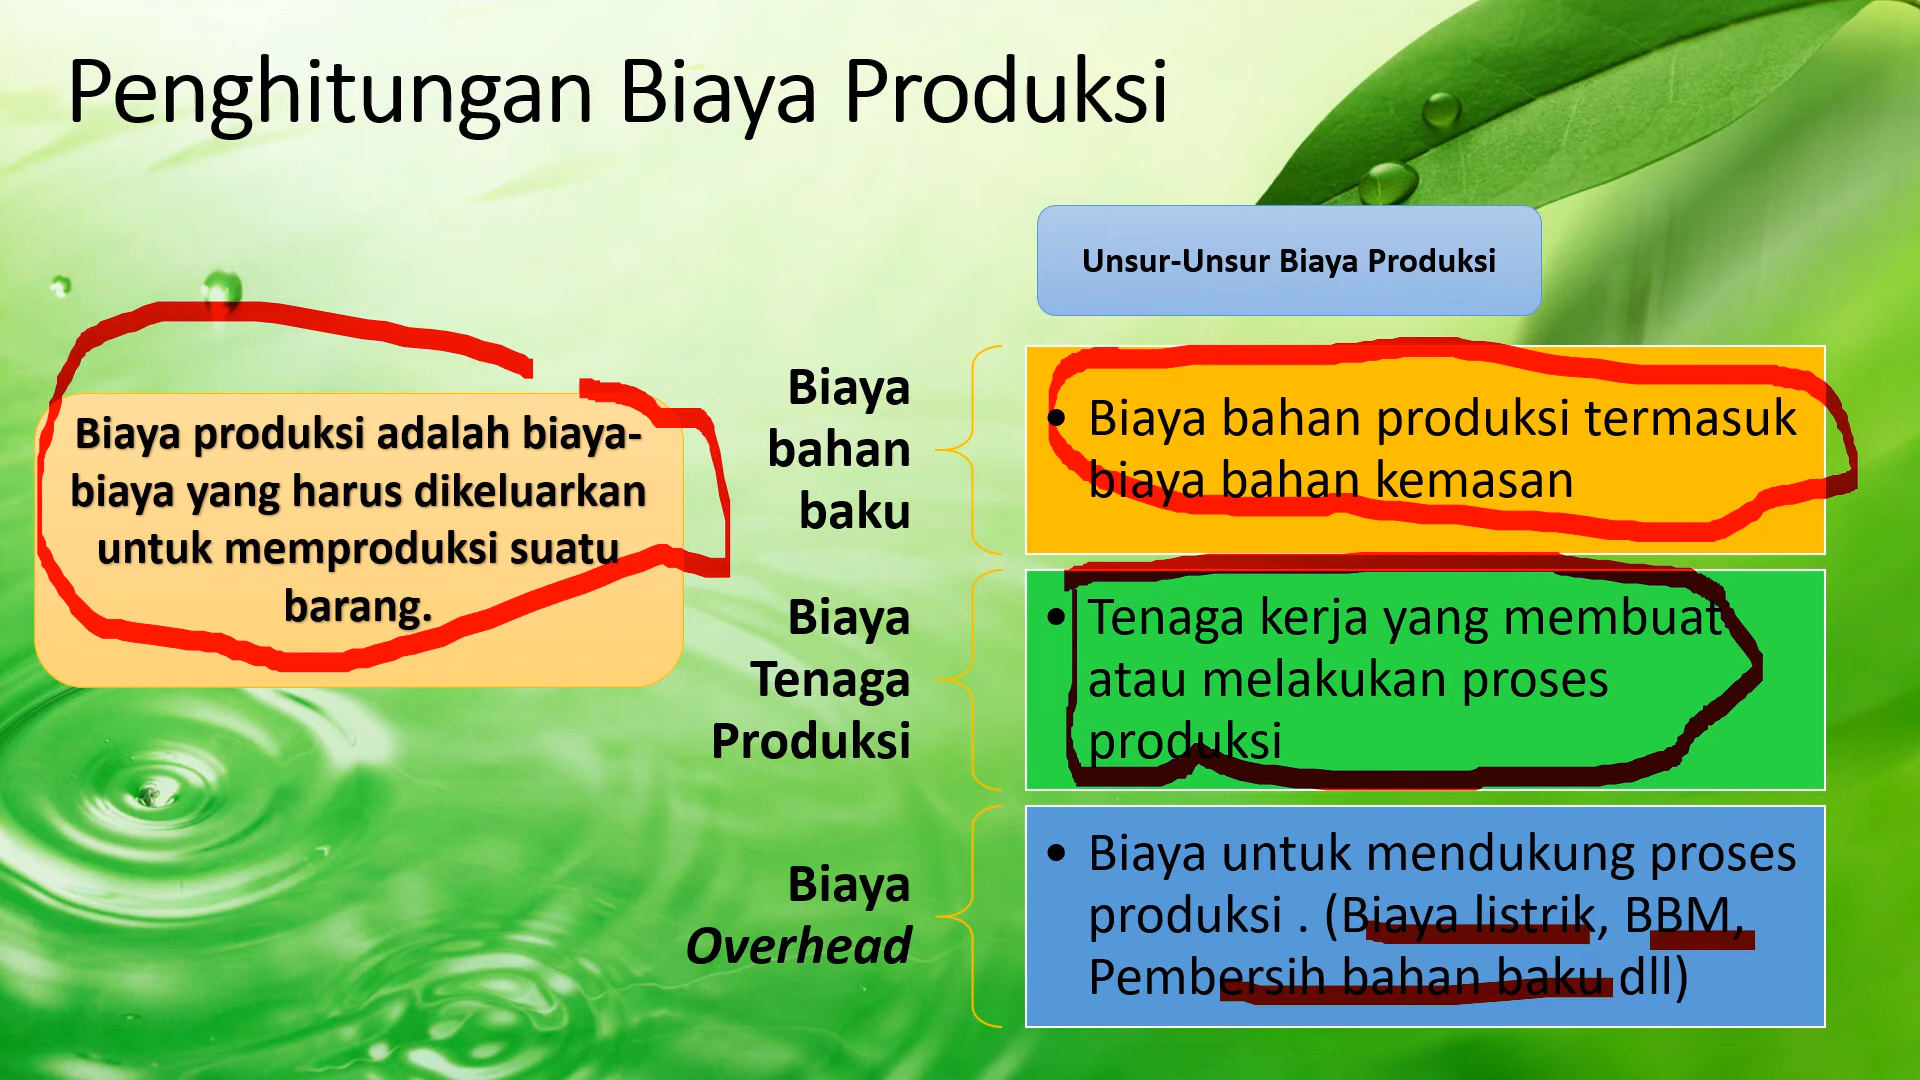 Penghitungan Biaya Produksi
Biaya produksi adalah biaya-
biaya yang harus dikeluarkan
untuk memproduksi suatu
barang.
Unsur-Unsur Biaya Produksi
Biaya
bahan
baku
• Biaya bahan produksi termasuk
biaya bahan kemasan
Biaya
Tenaga
Produksi
• Tenaga kerja yang membuat
atau melakukan proses
produksi
Biaya
Overhead
• Biaya untuk mendukung proses
produksi . (Biaya listrik, BBM,
Pembersih bahan baku dll)